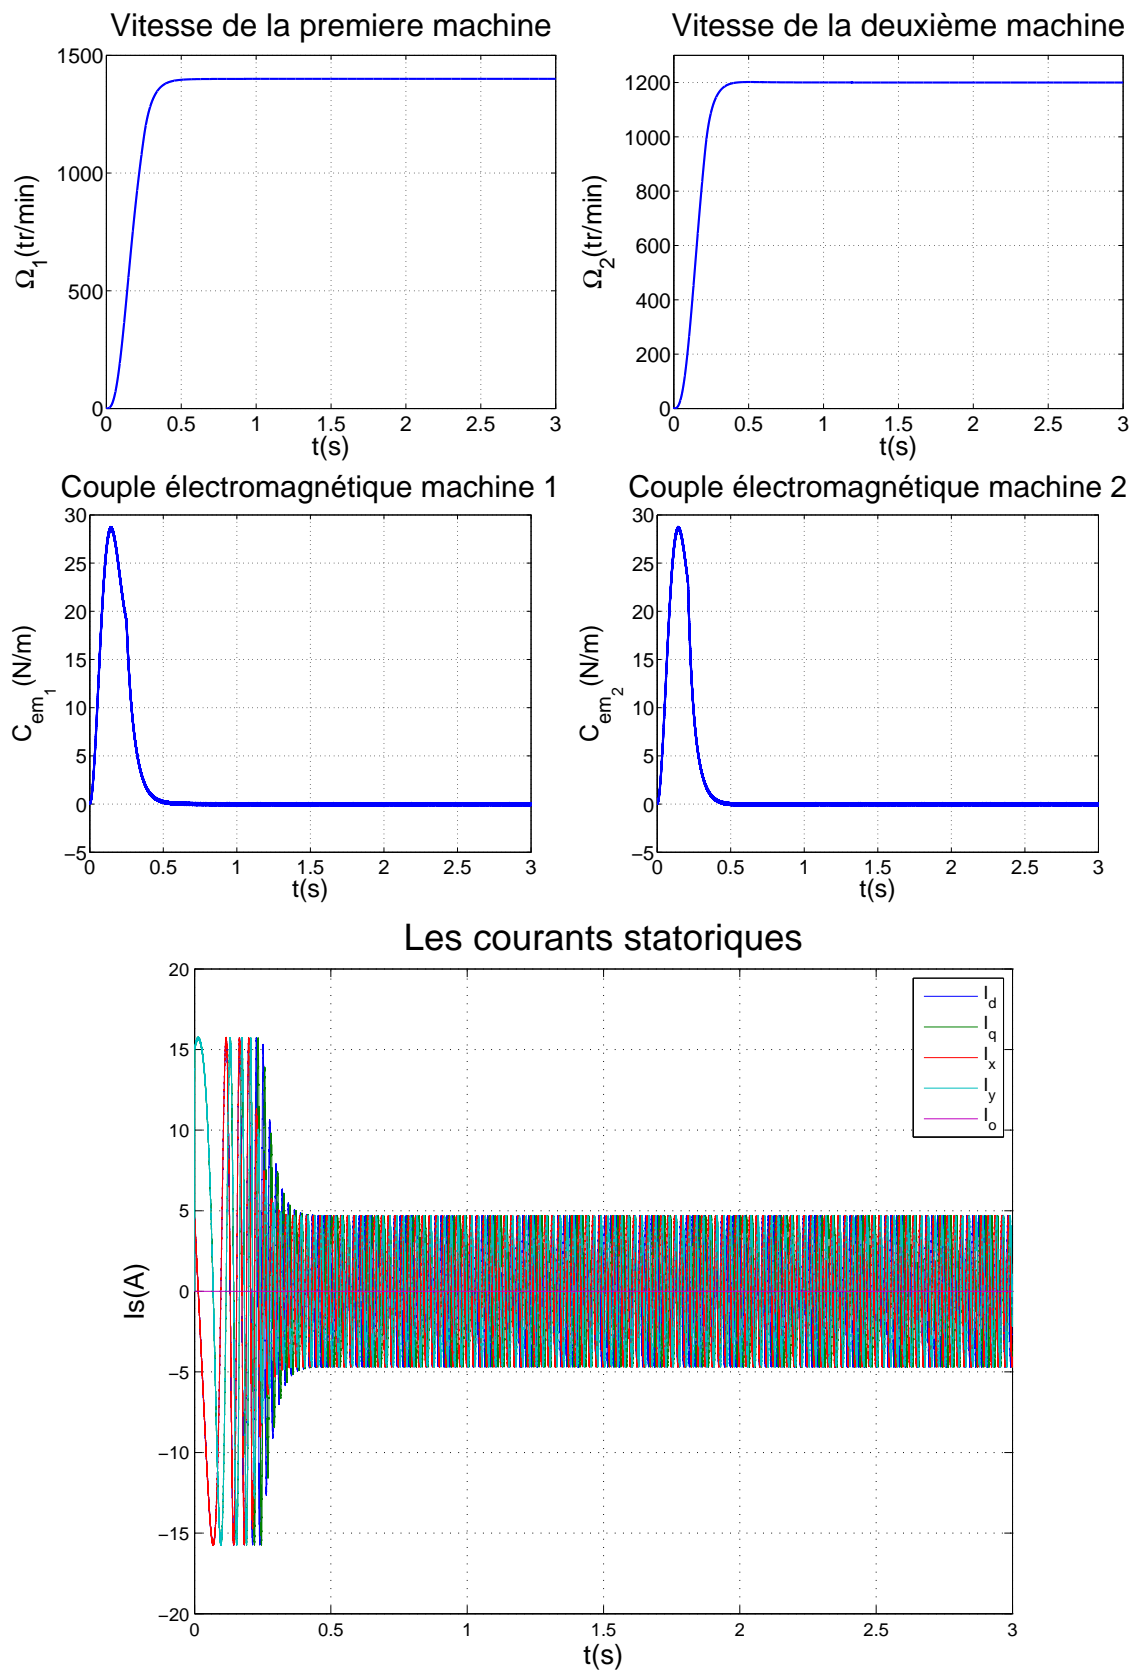 Vitesse de la premiere machine
1500
1000
500
0
0 0.5 1 1.5 2 2.5 3
t(s)
Ω1(tr/min)
Vitesse de la deuxième machine
1200
1000
800
600
400
200
0
0 0.5 1 1.5 2 2.5 3
t(s)
Ω2(tr/min)
Couple électromagnétique machine 1
30
25
20
15
10
5
0
−5
0 0.5 1 1.5 2 2.5 3
t(s)
Cem1(N/m)
Couple électromagnétique machine 2
30
25
20
15
10
5
0
−5
0 0.5 1 1.5 2 2.5 3
t(s)
Cem2(N/m)
Les courants statoriques
20
15
10
5
0
−5
−10
−15
−20
0 0.5 1 1.5 2 2.5 3
t(s)
Is(A)
Id
Iq
Ix
Iy
Io